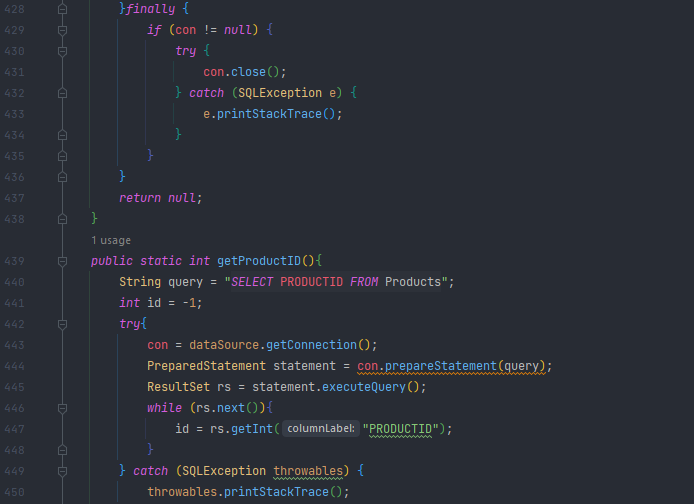 428 }finally {
429 if (con != null) {
430 try {
431 con.close();
432 } catch (SQLException e) {
433 e.printStackTrace();
434 }
435 }
436 }
437 return null;
438 }
1 usage
439 public static int getProductID(){
440 String query = "SELECT PRODUCTID FROM Products";
441 int id = -1;
442 try{
443 con = dataSource.getConnection();
444 PreparedStatement statement = con.prepareStatement(query);
445 ResultSet rs = statement.executeQuery();
446 while (rs.next()){
447 id = rs.getInt( columnLabel: "PRODUCTID");
448 }
449 } catch (SQLException throwables) {
450 throwables.printStackTrace();